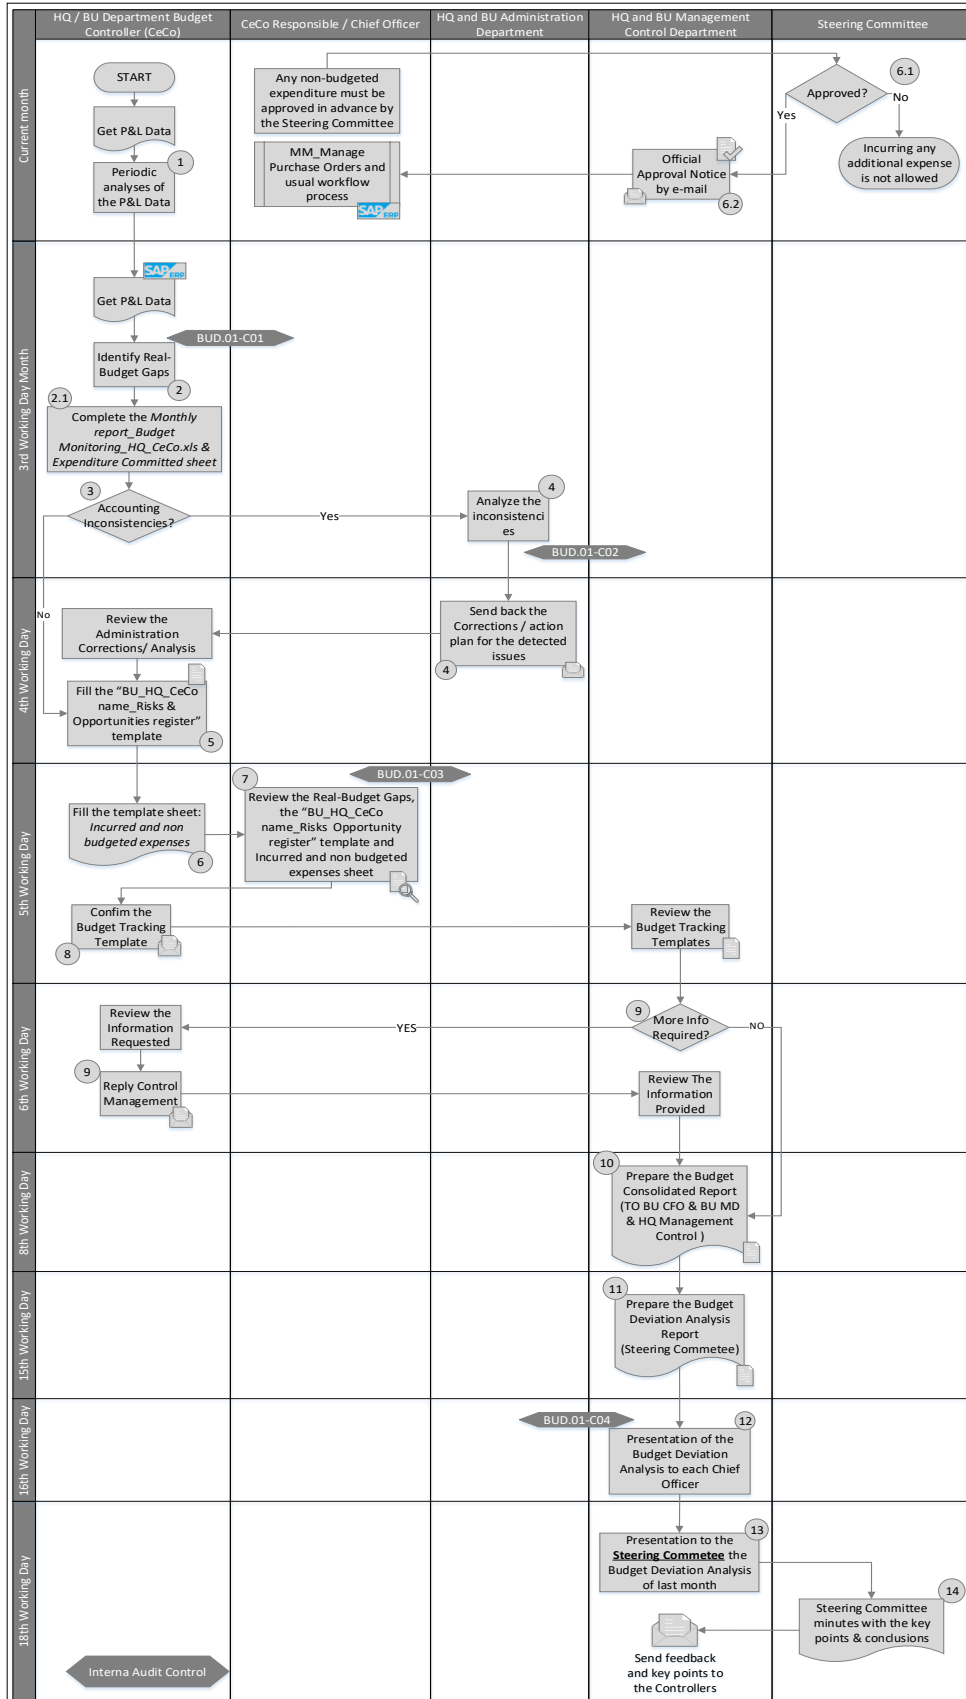 HQ / BU Department Budget
Controller (CeCo)
CeCo Responsible / Chief Officer
HQ and BU Administration
Department
HQ and BU Management
Control Department
Steering Committee
Current month
START
Get P&L Data
1
Periodic
analyses of
the P&L Data
Any non-budgeted
expenditure must be
approved in advance by
the Steering Committee
MM_Manage
Purchase Orders and
usual workflow
process
SAP ERP
Official
Approval Notice
by e-mail
6.2
Approved?
6.1
Yes
No
Incurring any
additional expense
is not allowed
3rd Working Day Month
SAP ERP
Get P&L Data
BUD.01-C01
Identify Real-
Budget Gaps
2
2.1
Complete the Monthly
report_Budget
Monitoring_HQ_CeCo.xls &
Expenditure Committed sheet
3
Accounting
Inconsistencies?
Yes
No
4
Analyze the
inconsistenci
es
BUD.01-C02
4th Working Day
Review the
Administration
Corrections/ Analysis
Send back the
Corrections / action
plan for the detected
issues
4
Fill the “BU_HQ_CeCo
name_Risks &
Opportunities register”
template
5
5th Working Day
BUD.01-C03
Fill the template sheet:
Incurred and non
budgeted expenses
6
7
Review the Real-Budget Gaps,
the “BU_HQ_CeCo
name_Risks Opportunity
register” template and
Incurred and non budgeted
expenses sheet
Confim the
Budget Tracking
Template
8
Review the
Budget Tracking
Templates
6th Working Day
Review the
Information
Requested
YES
9
More Info
Required?
NO
9
Reply Control
Management
Review The
Information
Provided
8th Working Day
10
Prepare the Budget
Consolidated Report
(TO BU CFO & BU MD
& HQ Management
Control )
15th Working Day
11
Prepare the Budget
Deviation Analysis
Report
(Steering Commetee)
16th Working Day
BUD.01-C04
12
Presentation of the
Budget Deviation
Analysis to each Chief
Officer
18th Working Day
13
Presentation to the
Steering Commetee the
Budget Deviation Analysis
of last month
14
Steering Committee
minutes with the key
points & conclusions
Send feedback
and key points to
the Controllers
Interna Audit Control